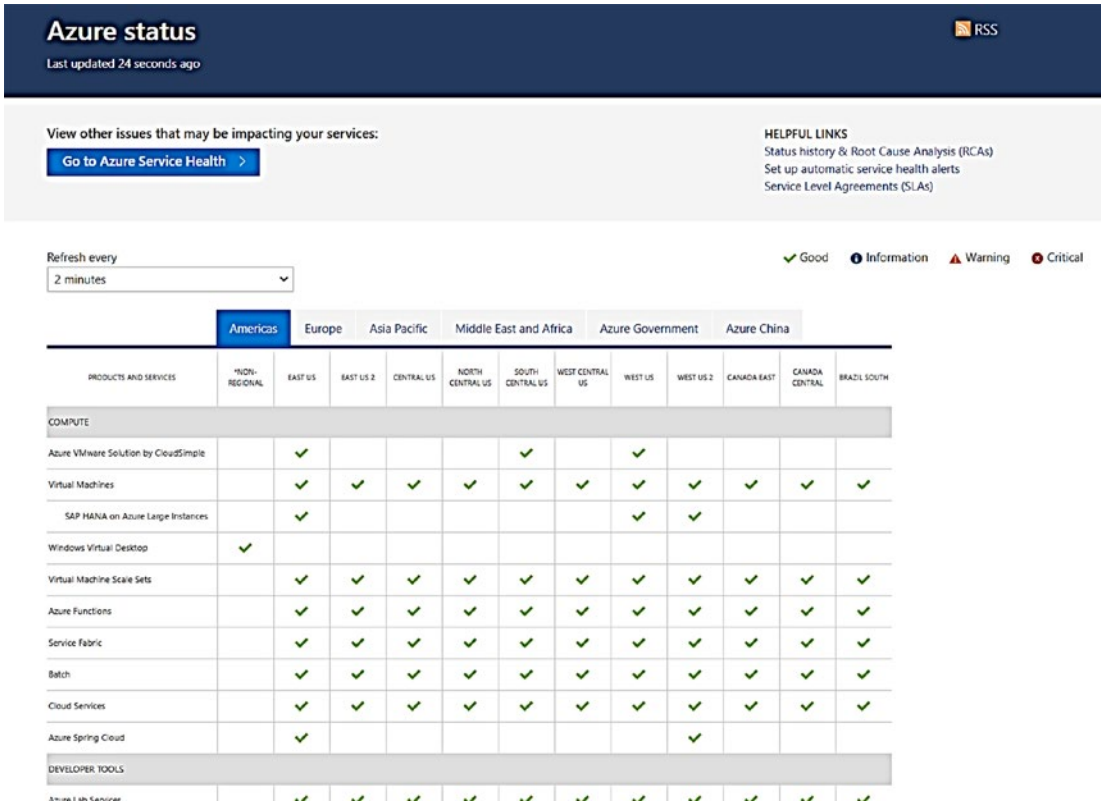 Azure status
RSS
Last updated 24 seconds ago
View other issues that may be impacting your services:
Go to Azure Service Health >
HELPFUL LINKS
Status history & Root Cause Analysis (RCAs)
Set up automatic service health alerts
Service Level Agreements (SLAs)
Refresh every
2 minutes
Good Information Warning Critical
Americas Europe Asia Pacific Middle East and Africa Azure Government Azure China
PRODUCTS AND SERVICES *NON-REGIONAL EAST US EAST US 2 CENTRAL US NORTH CENTRAL US SOUTH CENTRAL US WEST CENTRAL US WEST US WEST US 2 CANADA EAST CANADA CENTRAL BRAZIL SOUTH
COMPUTE
Azure VMware Solution by CloudSimple
Virtual Machines
SAP HANA on Azure Large Instances
Windows Virtual Desktop
Virtual Machine Scale Sets
Azure Functions
Service Fabric
Batch
Cloud Services
Azure Spring Cloud
DEVELOPER TOOLS
Azure Lab Services